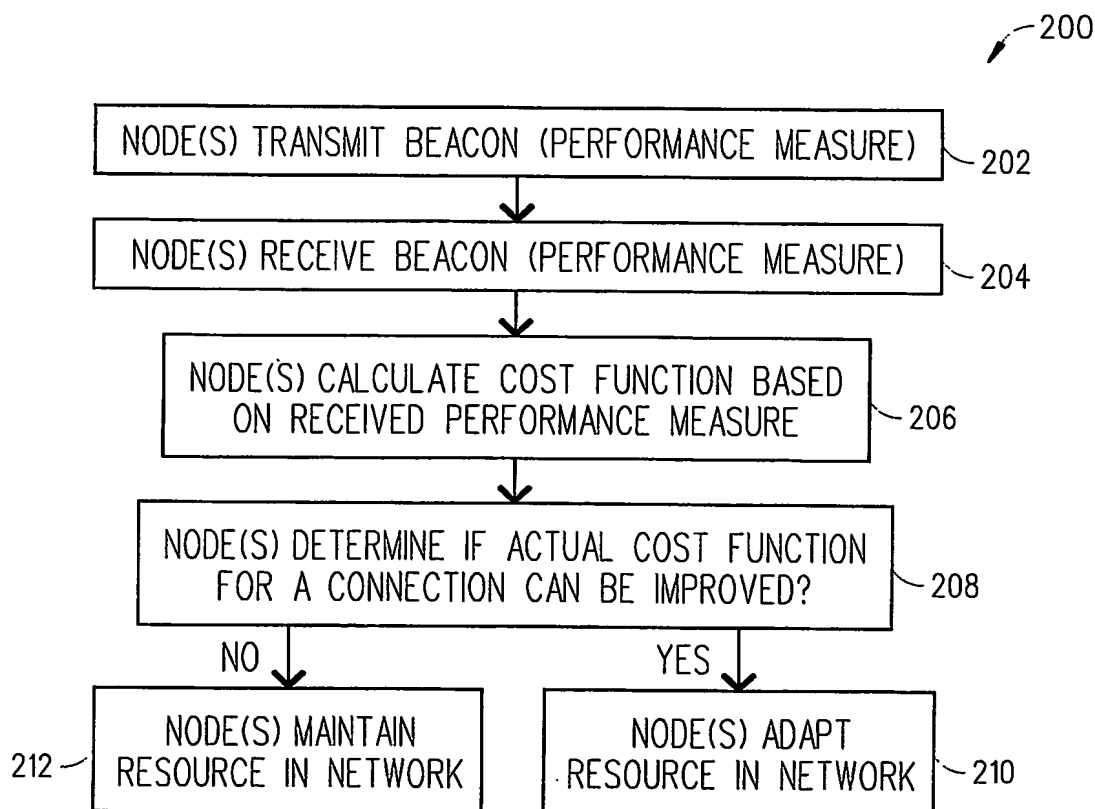 200
NODE(S) TRANSMIT BEACON (PERFORMANCE MEASURE)
202
NODE(S) RECEIVE BEACON (PERFORMANCE MEASURE)
204
NODE(S) CALCULATE COST FUNCTION BASED
ON RECEIVED PERFORMANCE MEASURE
206
NODE(S) DETERMINE IF ACTUAL COST FUNCTION
FOR A CONNECTION CAN BE IMPROVED?
208
NO
YES
212
NODE(S) MAINTAIN
RESOURCE IN NETWORK
NODE(S) ADAPT
RESOURCE IN NETWORK
210